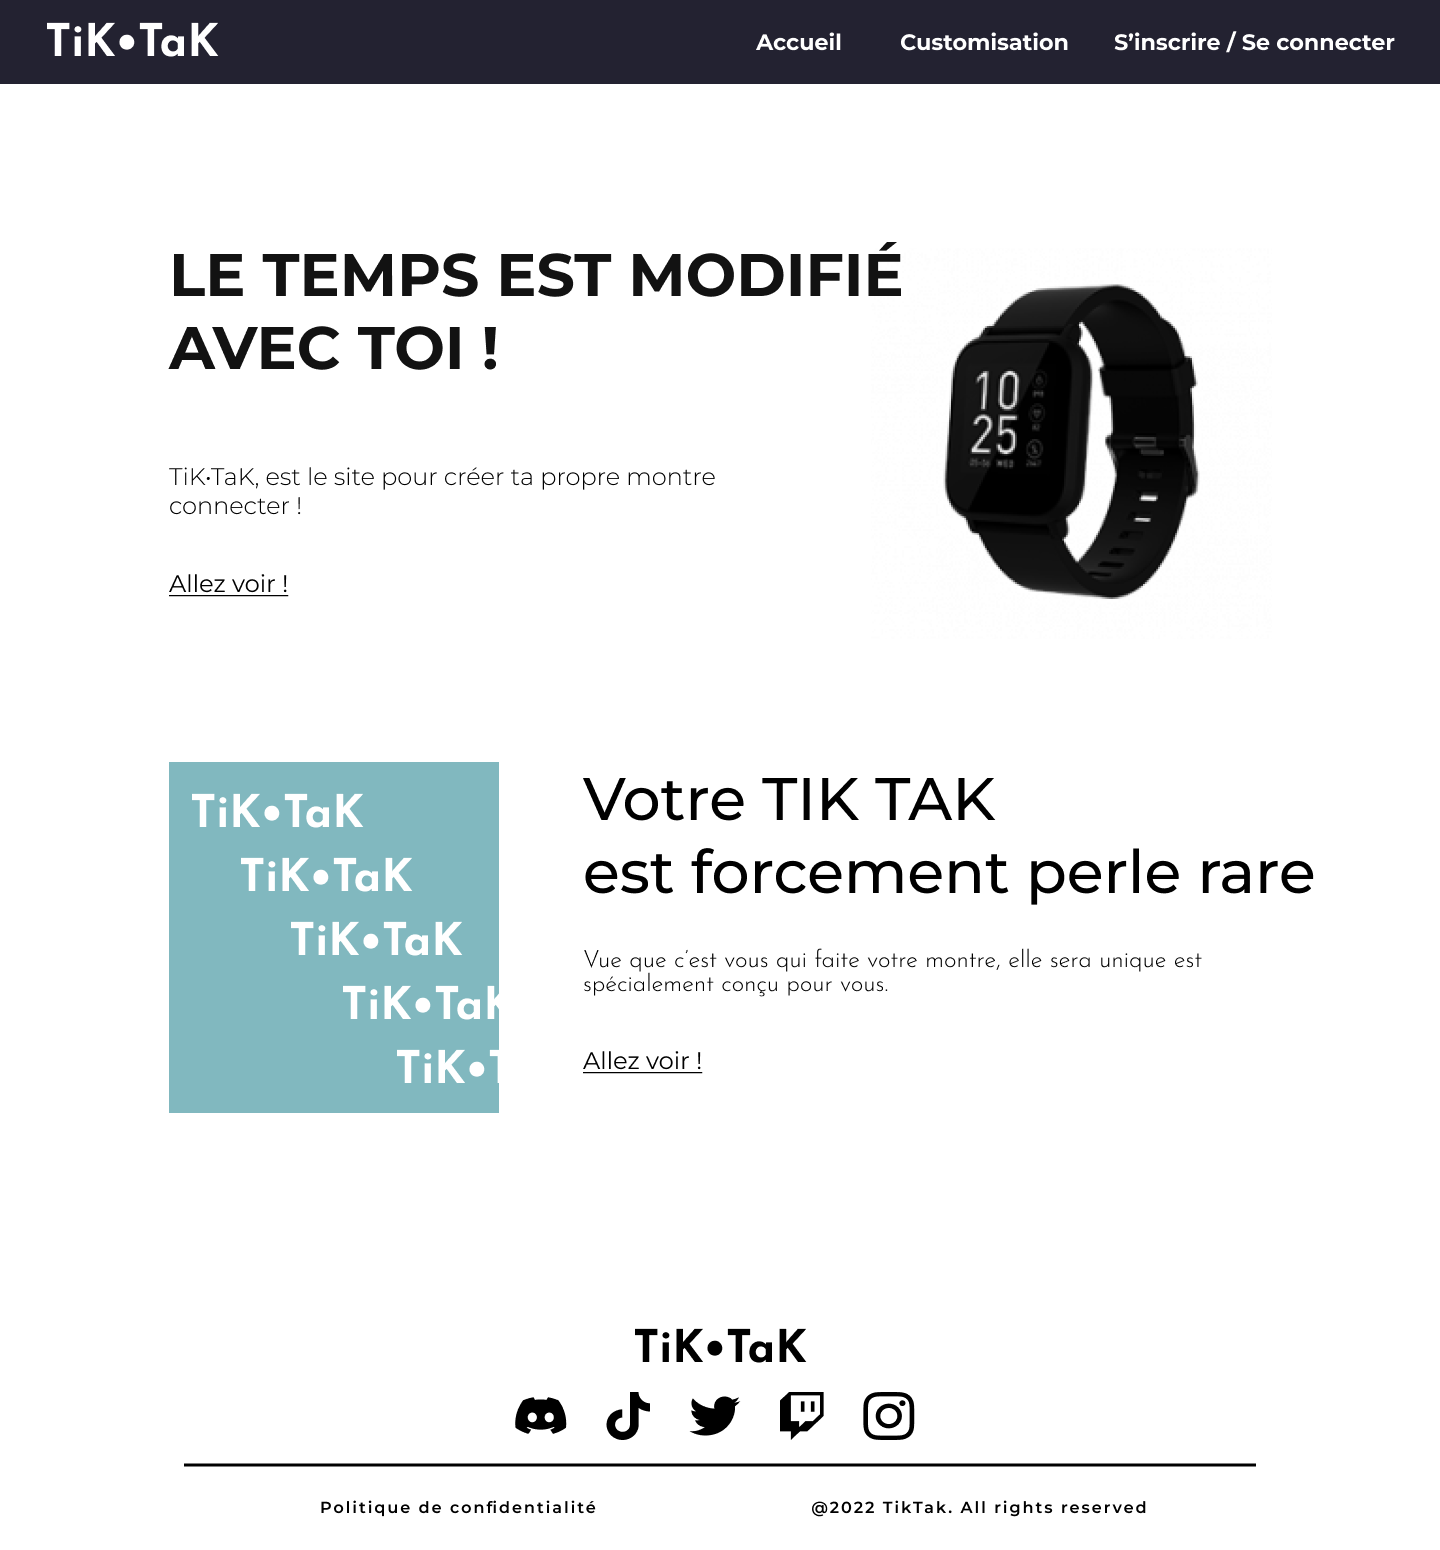 TiK•TaK
Accueil Customisation S’inscrire / Se connecter
LE TEMPS EST MODIFIÉ
AVEC TOI !
10
25
TiK•TaK, est le site pour créer ta propre montre
connecter !
Allez voir !
TiK•TaK
TiK•TaK
TiK•TaK
TiK•TaK
TiK•T
Votre TIK TAK
est forcement perle rare
Vue que c’est vous qui faite votre montre, elle sera unique est
spécialement conçu pour vous.
Allez voir !
TiK•TaK
Politique de confidentialité
@2022 TikTak. All rights reserved